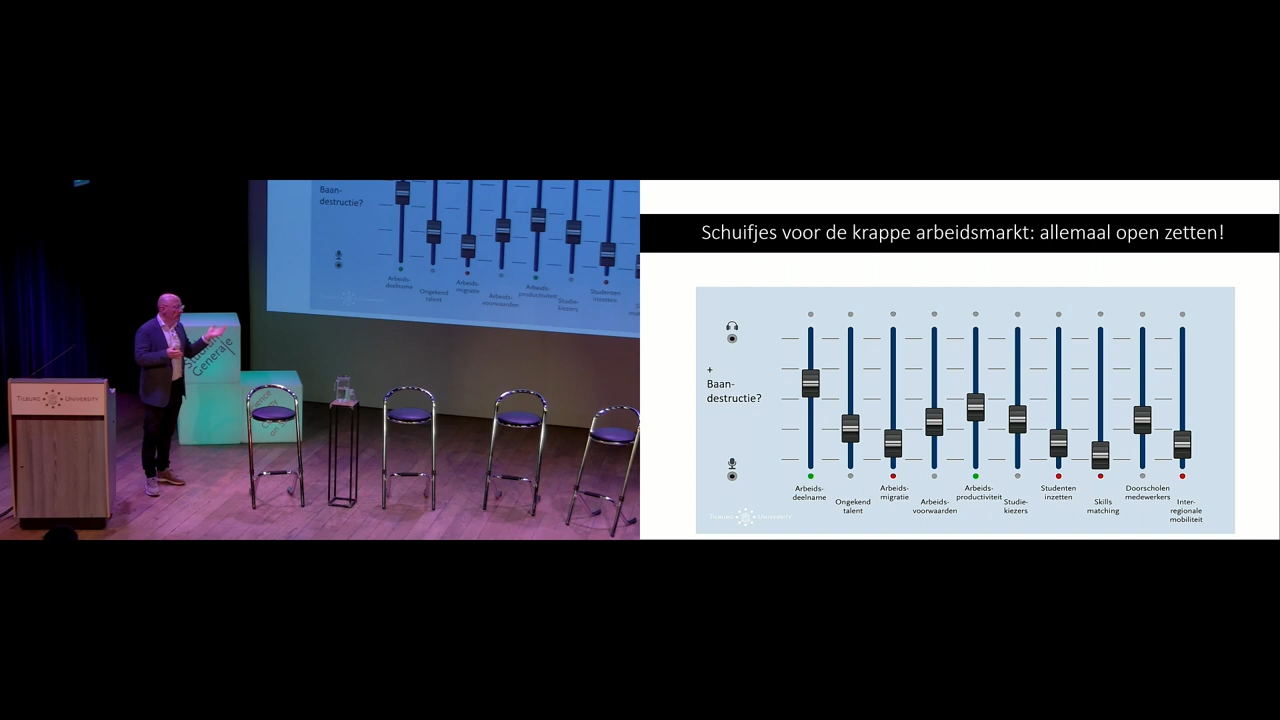 Baan-
destructie?
Arbeids-
deelname
Ongekend
talent
Arbeids-
migratie
Arbeids-
voorwaarden
Arbeids-
productiviteit
Studie-
kiezers
Studenten
inzetten
Generale
TILBURG UNIVERSITY
Schuifjes voor de krappe arbeidsmarkt: allemaal open zetten!
+
Baan-
destructie?
Arbeids-
deelname
Ongekend
talent
Arbeids-
migratie
Arbeids-
voorwaarden
Arbeids-
productiviteit
Studie-
kiezers
Studenten
inzetten
Skills
matching
Doorscholen
medewerkers
Inter-
regionale
mobiliteit
TILBURG UNIVERSITY